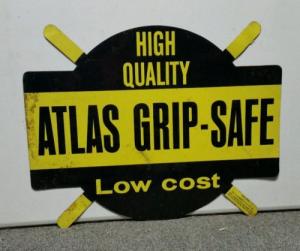 HIGH
QUALITY
ATLAS GRIP-SAFE
Low cost